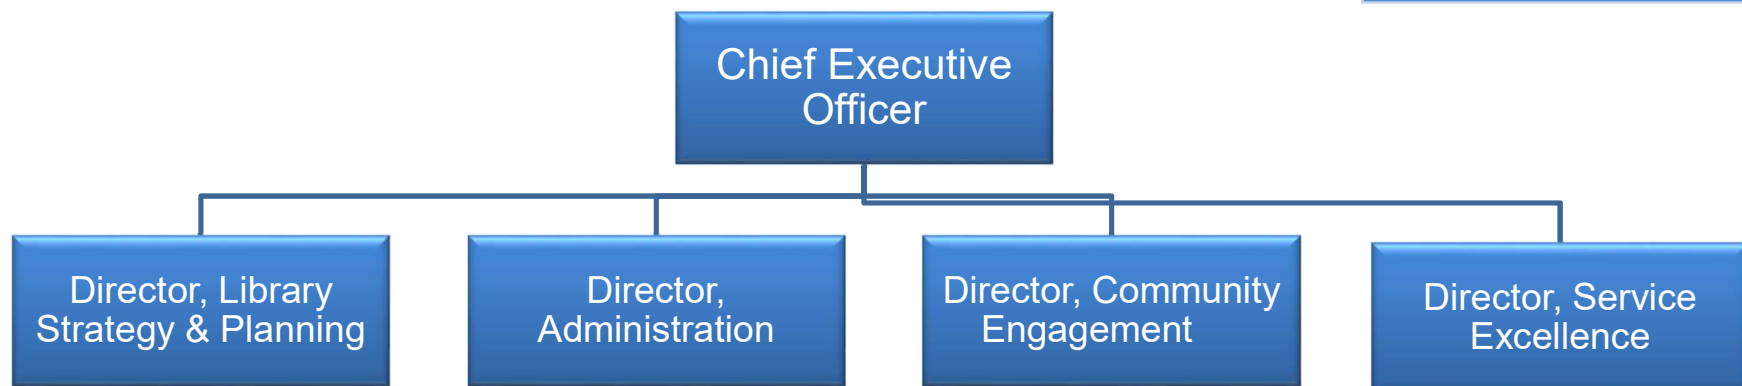 Chief Executive
Officer
Director, Library
Strategy & Planning
Director,
Administration
Director, Community
Engagement
Director, Service
Excellence